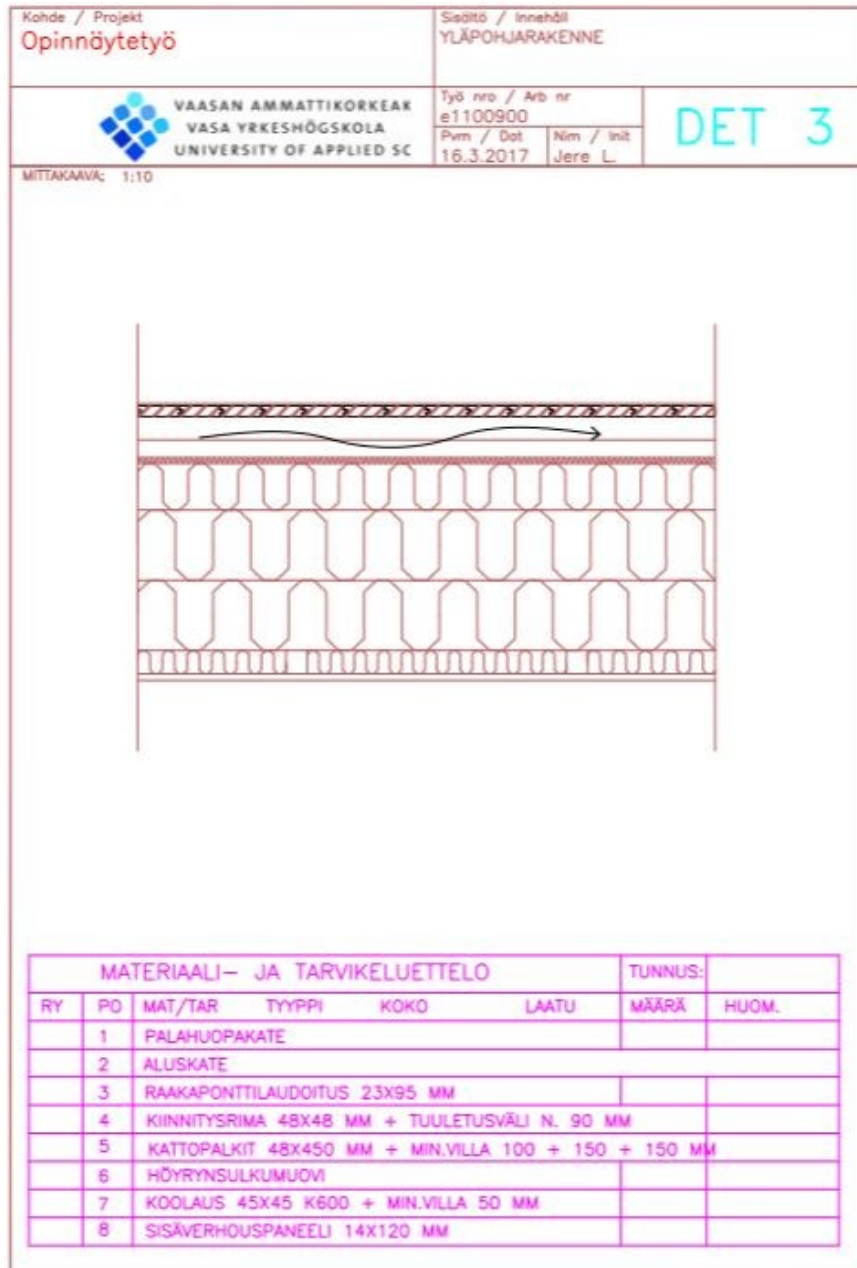 Kohde / Projekt
Opinnäytetyö
Sisältö / Innehåll
YLÄPOHJARAKENNE
VAASAN AMMATTIKORKEAK
VASA YRKESHÖGSKOLA
UNIVERSITY OF APPLIED SC
Työ nro / Arb nr
e1100900
Pvm / Dat
16.3.2017
Nim / Init
Jere L.
DET 3
MITTAKAAVA: 1:10
MATERIAALI- JA TARVIKELUETTELO TUNNUS:
RY PO MAT/TAR TYYPPI KOKO LAATU MÄÄRÄ HUOM.
1 PALAHUOPAKATE
2 ALUSKATE
3 RAAKAPONTTILAUDOITUS 23X95 MM
4 KIINNITYSRIMA 48X48 MM + TUULETUSVÄLI N. 90 MM
5 KATTOPALKIT 48X450 MM + MIN.VILLA 100 + 150 + 150 MM
6 HÖYRYNSULKUMUOVI
7 KOOLAUS 45X45 K600 + MIN.VILLA 50 MM
8 SISÄVERHOUSPANEELI 14X120 MM